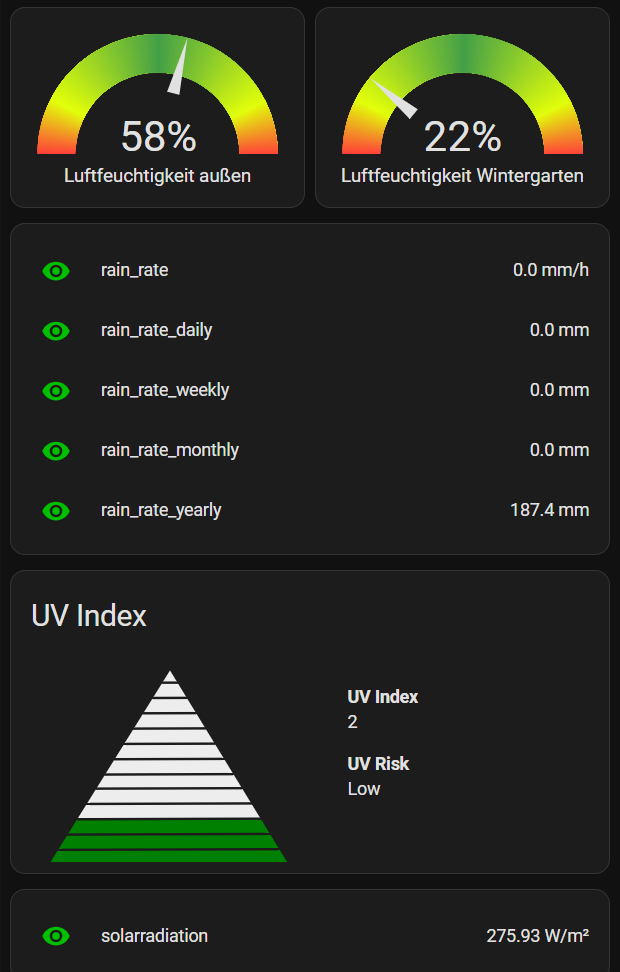 58%
Luftfeuchtigkeit außen
22%
Luftfeuchtigkeit Wintergarten
rain_rate 0.0 mm/h
rain_rate_daily 0.0 mm
rain_rate_weekly 0.0 mm
rain_rate_monthly 0.0 mm
rain_rate_yearly 187.4 mm
UV Index
UV Index
2
UV Risk
Low
solarradiation 275.93 W/m²